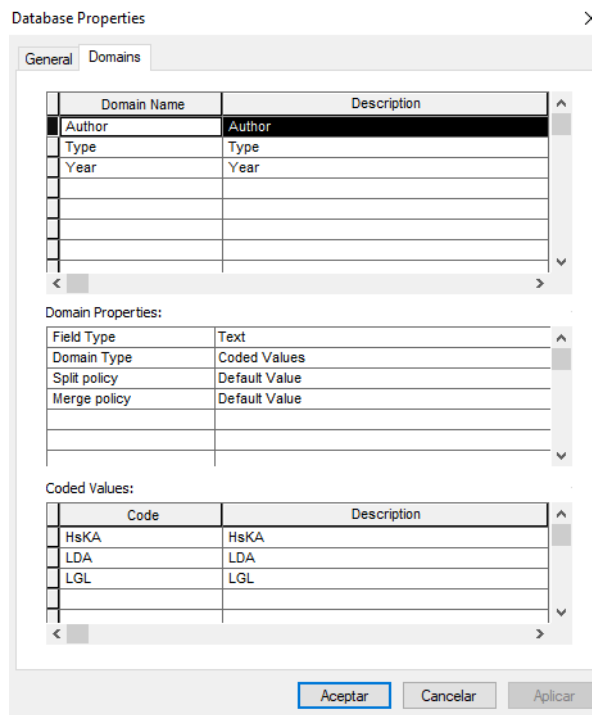 Database Properties
General Domains
Domain Name Description
Author Author
Type Type
Year Year
Domain Properties:
Field Type Text
Domain Type Coded Values
Split policy Default Value
Merge policy Default Value
Coded Values:
Code Description
HsKA HsKA
LDA LDA
LGL LGL
Aceptar Cancelar Aplicar